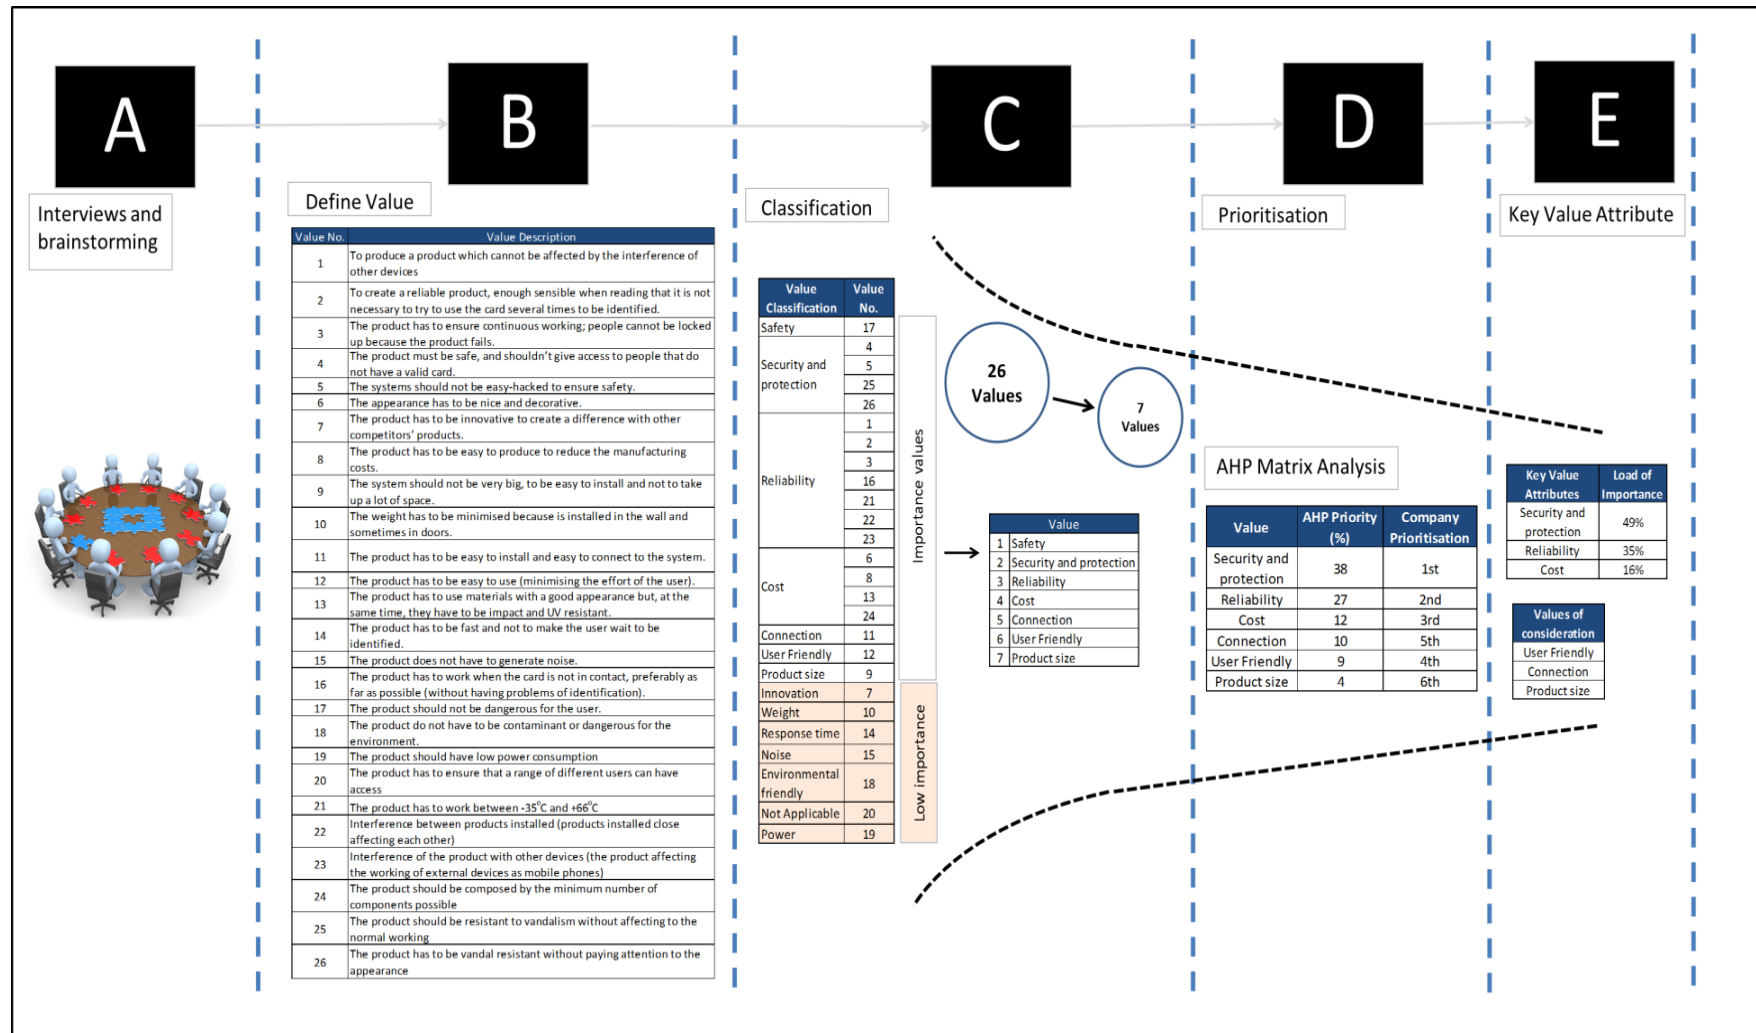 A
B
C
D
E
Interviews and
brainstorming
Define Value
Value No. Value Description
1 To produce a product which cannot be affected by the interference of
other devices
2 To create a reliable product, enough sensible when reading that it is not
necessary to try to use the card several times to be identified.
3 The product has to ensure continuous working; people cannot be locked
up because the product fails.
4 The product must be safe, and shouldn't give access to people that do
not have a valid card.
5 The systems should not be easy-hacked to ensure safety.
6 The appearance has to be nice and decorative.
7 The product has to be innovative to create a difference with other
competitors' products.
8 The product has to be easy to produce to reduce the manufacturing
costs.
9 The system should not be very big, to be easy to install and not to take
up a lot of space.
10 The weight has to be minimised because is installed in the wall and
sometimes in doors.
11 The product has to be easy to install and easy to connect to the system.
12 The product has to be easy to use (minimising the effort of the user).
13 The product has to use materials with a good appearance but, at the
same time, they have to be impact and UV resistant.
14 The product has to be fast and not to make the user wait to be
identified.
15 The product does not have to generate noise.
16 The product has to work when the card is not in contact, preferably as
far as possible (without having problems of identification).
17 The product should not be dangerous for the user.
18 The product do not have to be contaminant or dangerous for the
environment.
19 The product should have low power consumption
20 The product has to ensure that a range of different users can have
access
21 The product has to work between -35°C and +66°C
22 Interference between products installed (products installed close
affecting each other)
23 Interference of the product with other devices (the product affecting
the working of external devices as mobile phones)
24 The product should be composed by the minimum number of
components possible
25 The product should be resistant to vandalism without affecting to the
normal working
26 The product has to be vandal resistant without paying attention to the
appearance
Classification
Value Value
Classification No.
Safety 17
Security and
protection
4
5
25
26
Reliability
1
2
3
16
21
22
23
Cost
6
8
13
24
Connection 11
User Friendly 12
Product size 9
Innovation 7
Weight 10
Response time 14
Noise 15
Environmental
friendly 18
Not Applicable 20
Power 19
Importance values
Low importance
26
Values
7
Values
Value
1 Safety
2 Security and protection
3 Reliability
4 Cost
5 Connection
6 User Friendly
7 Product size
Prioritisation
AHP Matrix Analysis
Value AHP Priority (%) Company Prioritisation
Security and
protection 38 1st
Reliability 27 2nd
Cost 12 3rd
Connection 10 5th
User Friendly 9 4th
Product size 4 6th
Key Value Attribute
Key Value Load of
Attributes Importance
Security and
protection 49%
Reliability 35%
Cost 16%
Values of
consideration
User Friendly
Connection
Product size